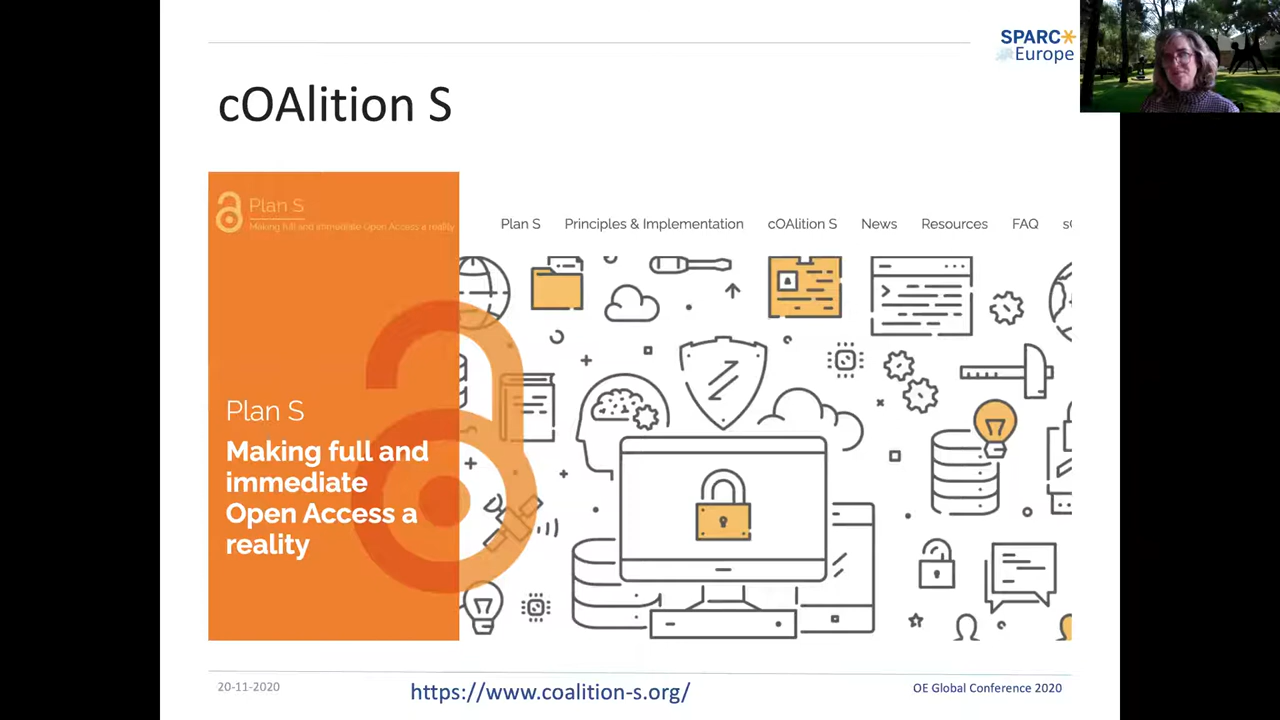 SPARC
Europe
cOAlition S
Plan S
Making full and immediate Open Access a reality
Plan S Principles & Implementation cOAlition S News Resources FAQ
Plan S
Making full and
immediate
Open Access a
reality
20-11-2020
https://www.coalition-s.org/
OE Global Conference 2020